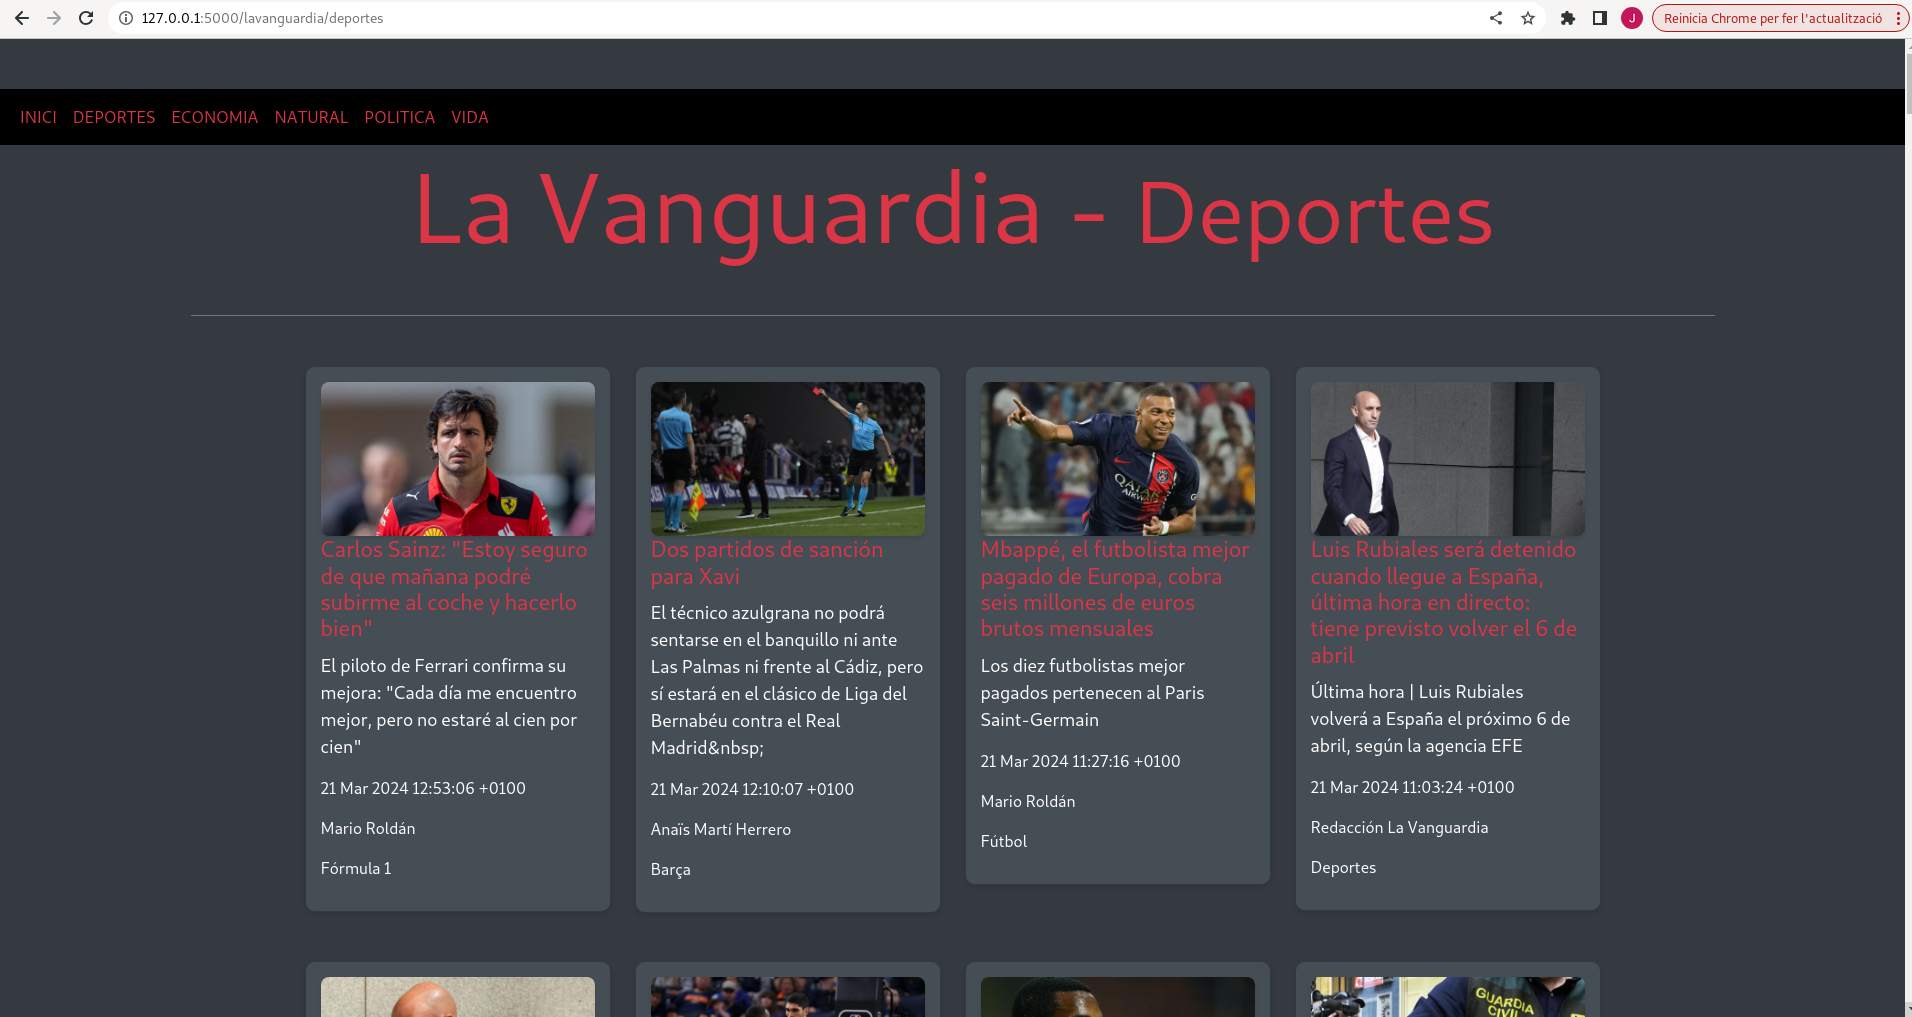 127.0.0.1:5000/lavanguardia/deportes
J
Reinicia Chrome per fer l'actualització
INICI DEPORTES ECONOMIA NATURAL POLITICA VIDA
La Vanguardia - Deportes
Carlos Sainz: "Estoy seguro
de que mañana podré
subirme al coche y hacerlo
bien"
El piloto de Ferrari confirma su
mejora: "Cada día me encuentro
mejor, pero no estaré al cien por
cien"
21 Mar 2024 12:53:06 +0100
Mario Roldán
Fórmula 1
Dos partidos de sanción
para Xavi
El técnico azulgrana no podrá
sentarse en el banquillo ni ante
Las Palmas ni frente al Cádiz, pero
sí estará en el clásico de Liga del
Bernabéu contra el Real
Madrid&nbsp;
21 Mar 2024 12:10:07 +0100
Anaïs Martí Herrero
Barça
QATAR
AIRWAYS
Mbappé, el futbolista mejor
pagado de Europa, cobra
seis millones de euros
brutos mensuales
Los diez futbolistas mejor
pagados pertenecen al Paris
Saint-Germain
21 Mar 2024 11:27:16 +0100
Mario Roldán
Fútbol
Luis Rubiales será detenido
cuando llegue a España,
última hora en directo:
tiene previsto volver el 6 de
abril
Última hora | Luis Rubiales
volverá a España el próximo 6 de
abril, según la agencia EFE
21 Mar 2024 11:03:24 +0100
Redacción La Vanguardia
Deportes
GUARDIA
CIVIL